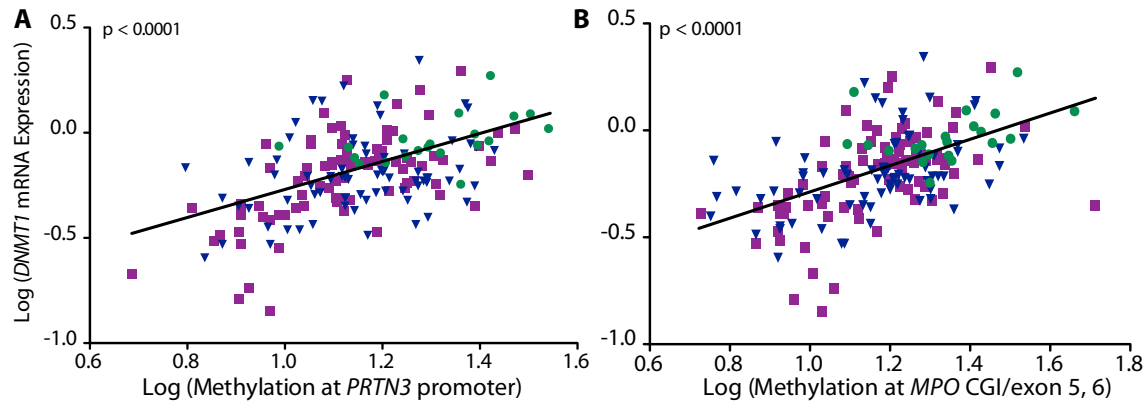 A
p < 0.0001
0.5
0.0
-0.5
-1.0
Log (DNMT1 mRNA Expression)
0.6 0.8 1.0 1.2 1.4 1.6
Log (Methylation at PRTN3 promoter)
B
p < 0.0001
0.5
0.0
-0.5
-1.0
0.6 0.8 1.0 1.2 1.4 1.6 1.8
Log (Methylation at MPO CGI/exon 5, 6)